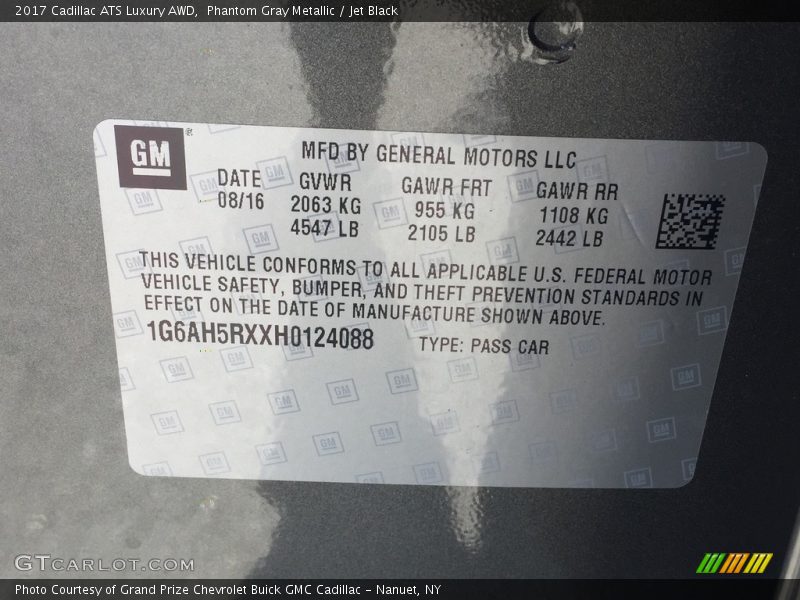 2017 Cadillac ATS Luxury AWD, Phantom Gray Metallic / Jet Black
GM
MFD BY GENERAL MOTORS LLC
DATE GVWR GAWR FRT GAWR RR
08/16 2063 KG 955 KG 1108 KG
4547 LB 2105 LB 2442 LB
THIS VEHICLE CONFORMS TO ALL APPLICABLE U.S. FEDERAL MOTOR
VEHICLE SAFETY, BUMPER, AND THEFT PREVENTION STANDARDS IN
EFFECT ON THE DATE OF MANUFACTURE SHOWN ABOVE.
1G6AH5RXXH0124088 TYPE: PASS CAR
GTCARLOT.COM
Photo Courtesy of Grand Prize Chevrolet Buick GMC Cadillac - Nanuet, NY